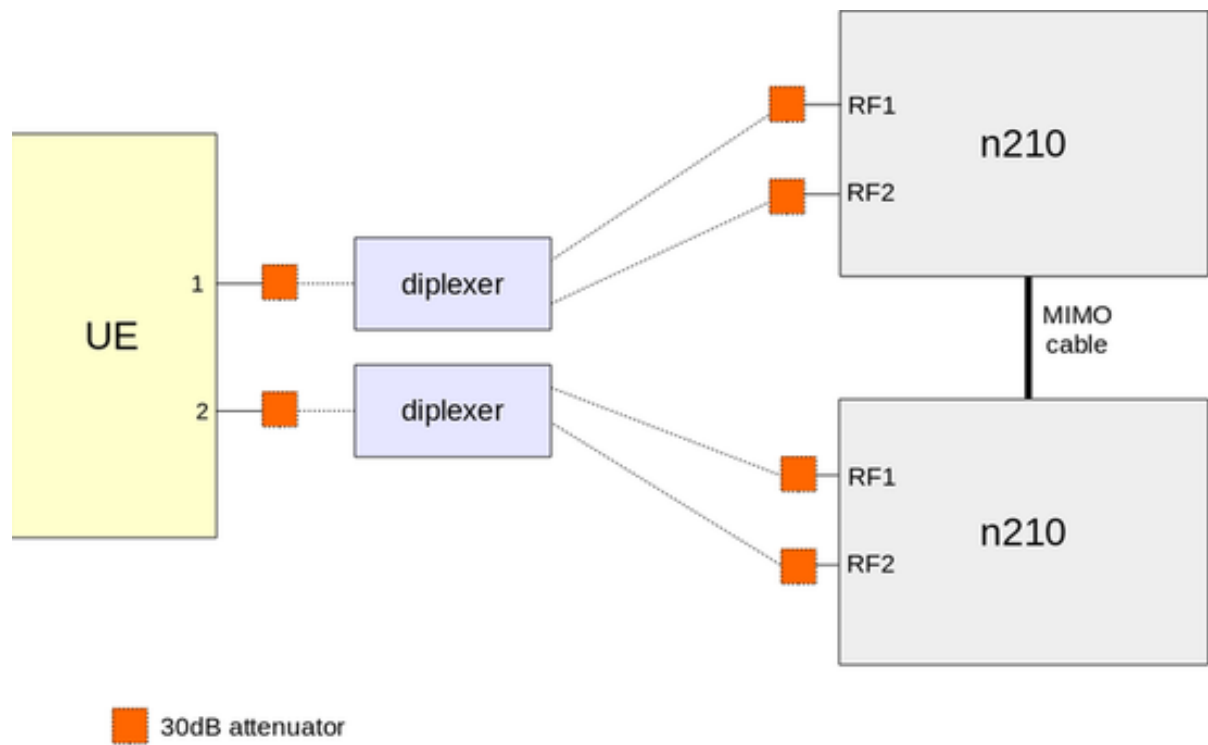 RF1
n210
RF2
1
diplexer
UE
MIMO
cable
2
diplexer
RF1
n210
RF2
30dB attenuator